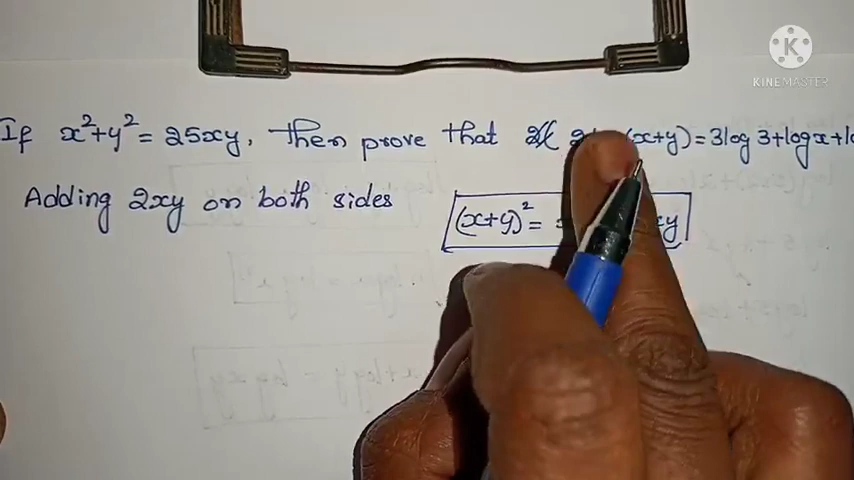 KINEMASTER
If x²+y² = 25xy, then prove that (x+y) = 3log 3+logx+
Adding 2xy on both sides (x+y)² =